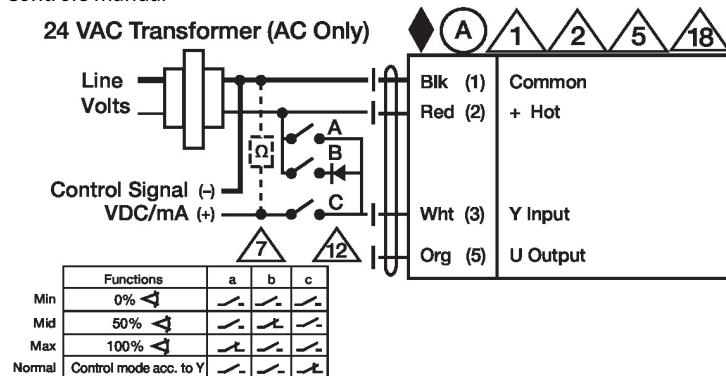 24 VAC Transformer (AC Only)
A 1 2 5 18
Line
Volts
Blk (1) Common
Red (2) + Hot
A
B
Ω
C
Control Signal (-)
VDC/mA (+)
Wht (3) Y Input
7 12
Org (5) U Output
Functions a b c
Min 0%
Mid 50%
Max 100%
Normal Control mode acc. to Y